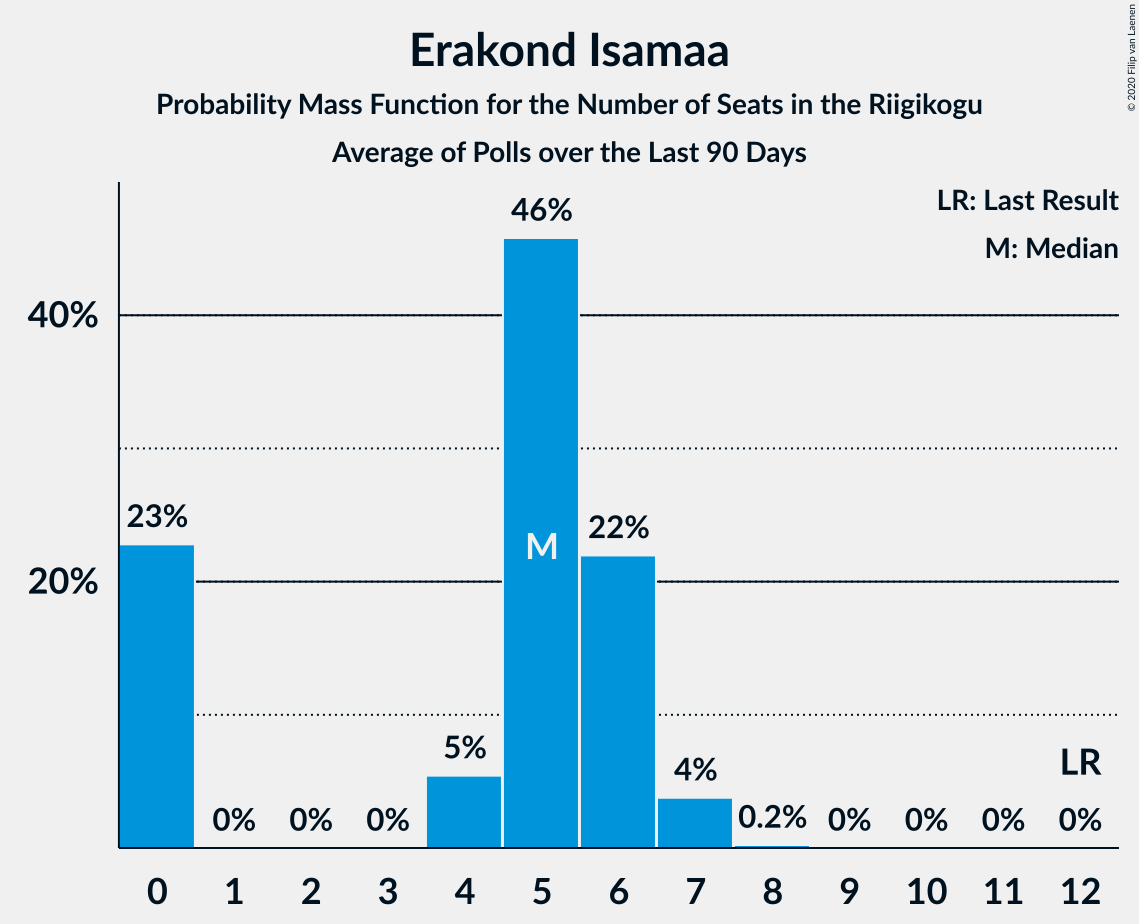 Erakond Isamaa
Probability Mass Function for the Number of Seats in the Riigikogu
Average of Polls over the Last 90 Days
© 2020 Filip van Laenen
LR: Last Result
M: Median
46%
40%
23%
22%
M
20%
5%
4%
LR
0% 0% 0% 0.2% 0% 0% 0% 0%
0 1 2 3 4 5 6 7 8 9 10 11 12